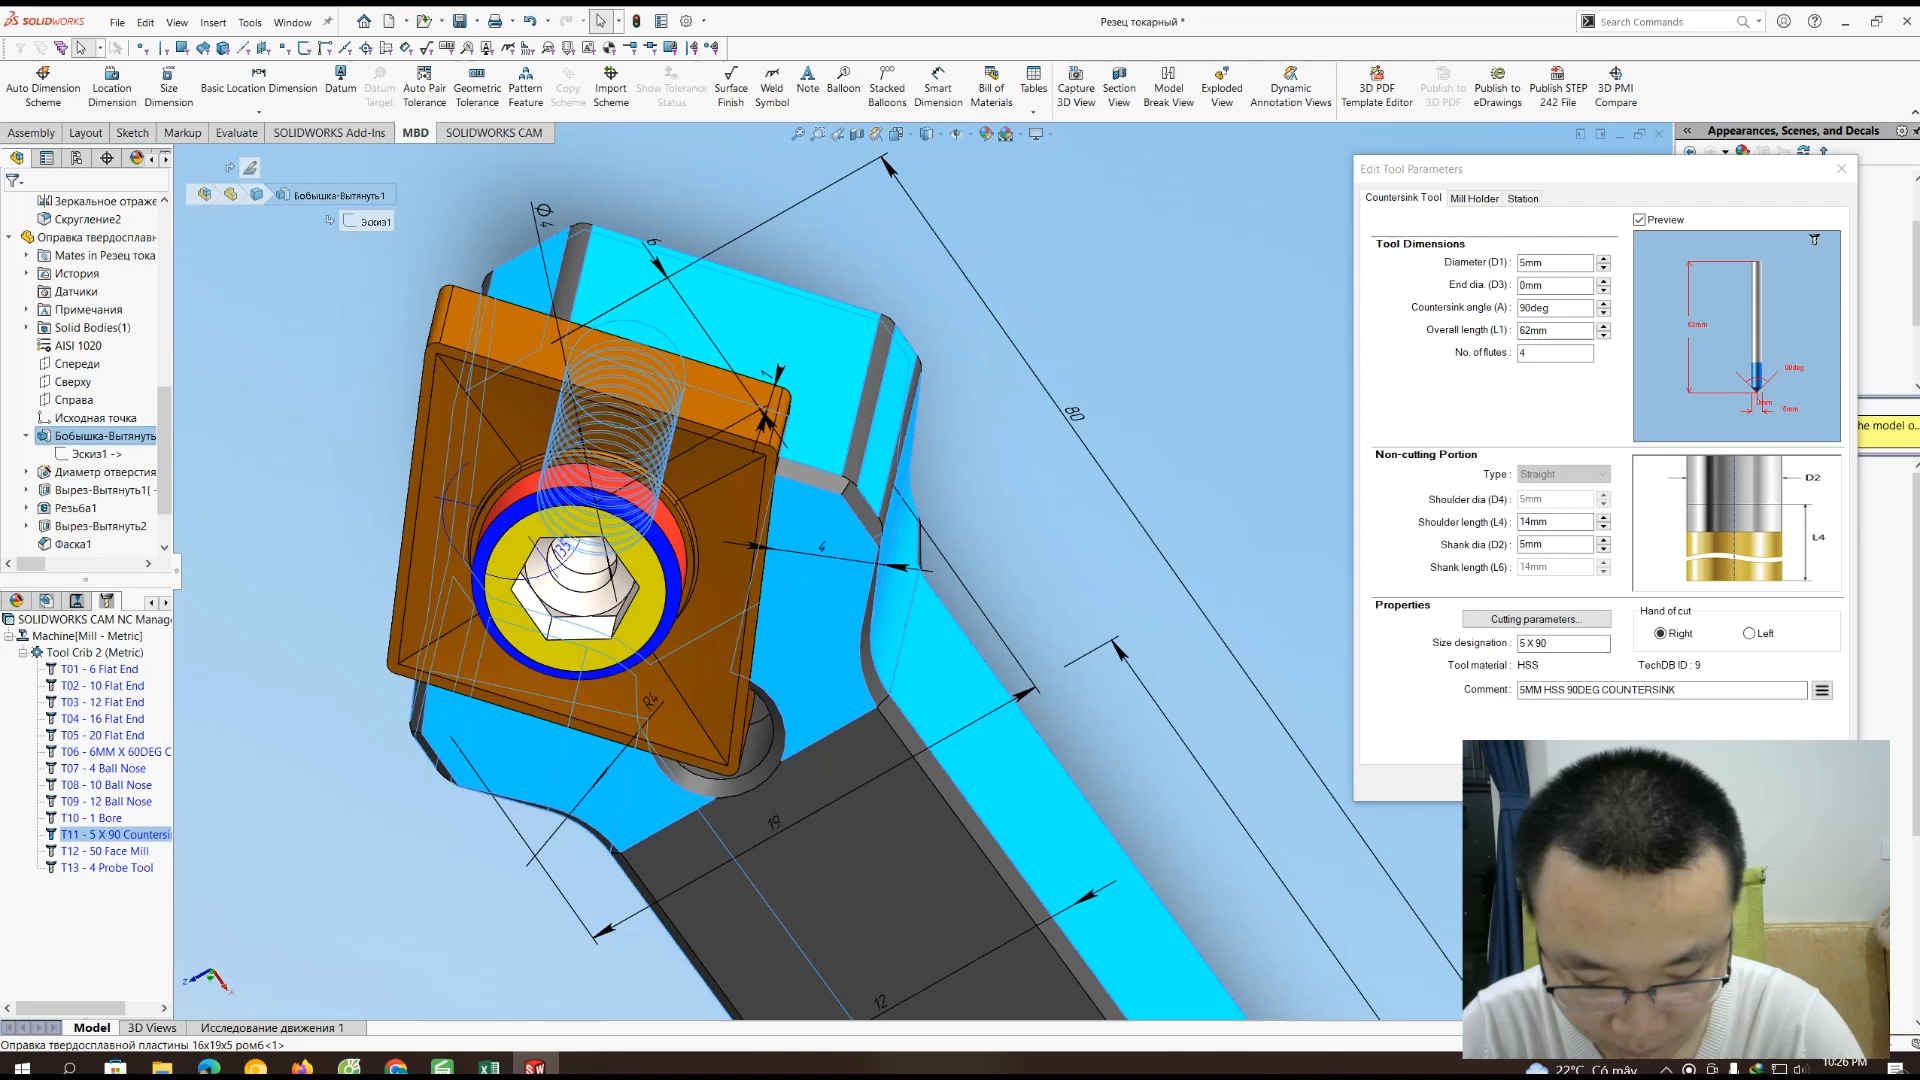 SOLIDWORKS File Edit View Insert Tools Window
Резец токарный *
Search Commands
Auto Dimension Scheme
Location Dimension
Size Dimension
Basic Location Dimension
Datum
Datum Target
Auto Pair Tolerance
Geometric Tolerance
Pattern Feature
Copy Scheme
Import Scheme
Show Tolerance Status
Surface Finish
Weld Symbol
Note
Balloon
Stacked Balloons
Smart Dimension
Bill of Materials
Tables
Capture 3D View
Section View
Model Break View
Exploded View
Dynamic Annotation Views
3D PDF Template Editor
Publish to 3D PDF
Publish to eDrawings
Publish STEP 242 File
3D PMI Compare
Assembly Layout Sketch Markup Evaluate SOLIDWORKS Add-Ins MBD SOLIDWORKS CAM
Appearances, Scenes, and Decals
Зеркальное отраже
Скругление2
Оправка твердосплавн
Mates in Резец тока
История
Датчики
Примечания
Solid Bodies(1)
AISI 1020
Спереди
Сверху
Справа
Исходная точка
Бобышка-Вытянуть
Эскиз1 ->
Диаметр отверстия
Вырез-Вытянуть1{ -
Резьба1
Вырез-Вытянуть2
Фаска1
SOLIDWORKS CAM NC Manag
Machine[Mill - Metric]
Tool Crib 2 (Metric)
T01 - 6 Flat End
T02 - 10 Flat End
T03 - 12 Flat End
T04 - 16 Flat End
T05 - 20 Flat End
T06 - 6MM X 60DEG C
T07 - 4 Ball Nose
T08 - 10 Ball Nose
T09 - 12 Ball Nose
T10 - 1 Bore
T11 - 5 X 90 Countersi
T12 - 50 Face Mill
T13 - 4 Probe Tool
Бобышка-Вытянуть1
Эскиз1
Ø4
6
1
80
4
135°
R4
19
12
Edit Tool Parameters
Countersink Tool Mill Holder Station
Preview
Tool Dimensions
Diameter (D1) : 5mm
End dia. (D3) : 0mm
Countersink angle (A) : 90deg
Overall length (L1) : 62mm
No. of flutes : 4
62mm
90deg
0mm
5mm
he model o...
Non-cutting Portion
Type : Straight
Shoulder dia (D4) : 5mm
Shoulder length (L4) : 14mm
Shank dia (D2) : 5mm
Shank length (L6) : 14mm
D2
L4
Properties
Cutting parameters...
Hand of cut
Right Left
Size designation : 5 X 90
Tool material : HSS
TechDB ID : 9
Comment : 5MM HSS 90DEG COUNTERSINK
Model 3D Views Исследование движения 1
Оправка твердосплавной пластины 16x19x5 ромб<1>
22°C Có mây
10:26 PM